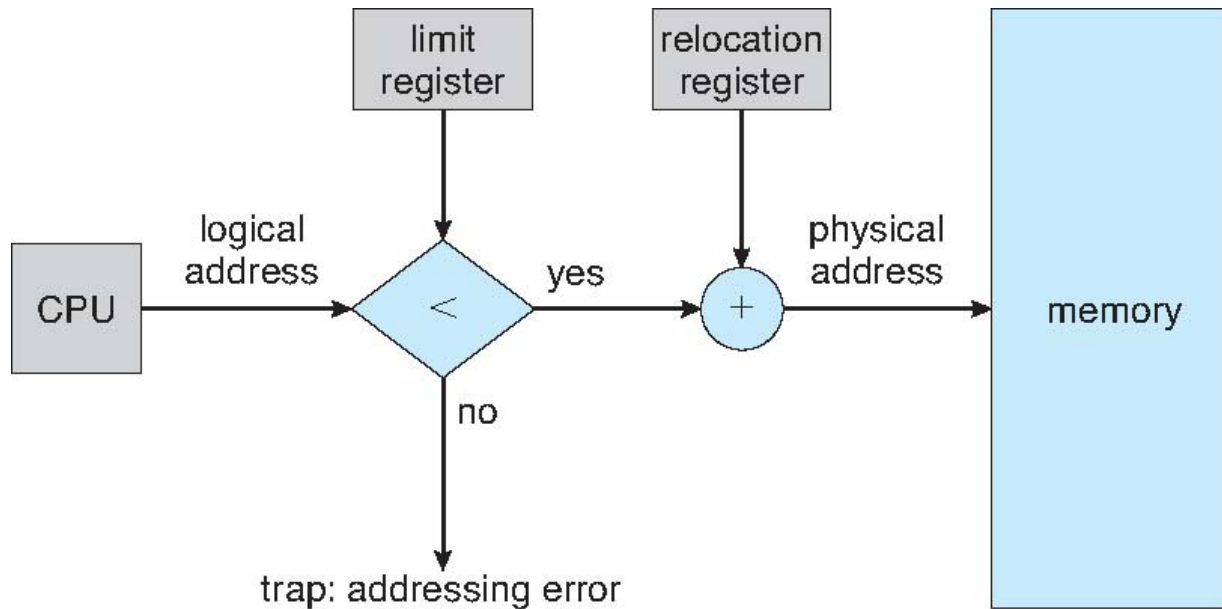 limit
register
relocation
register
logical
address
physical
address
CPU
<
yes
+
memory
no
trap: addressing error